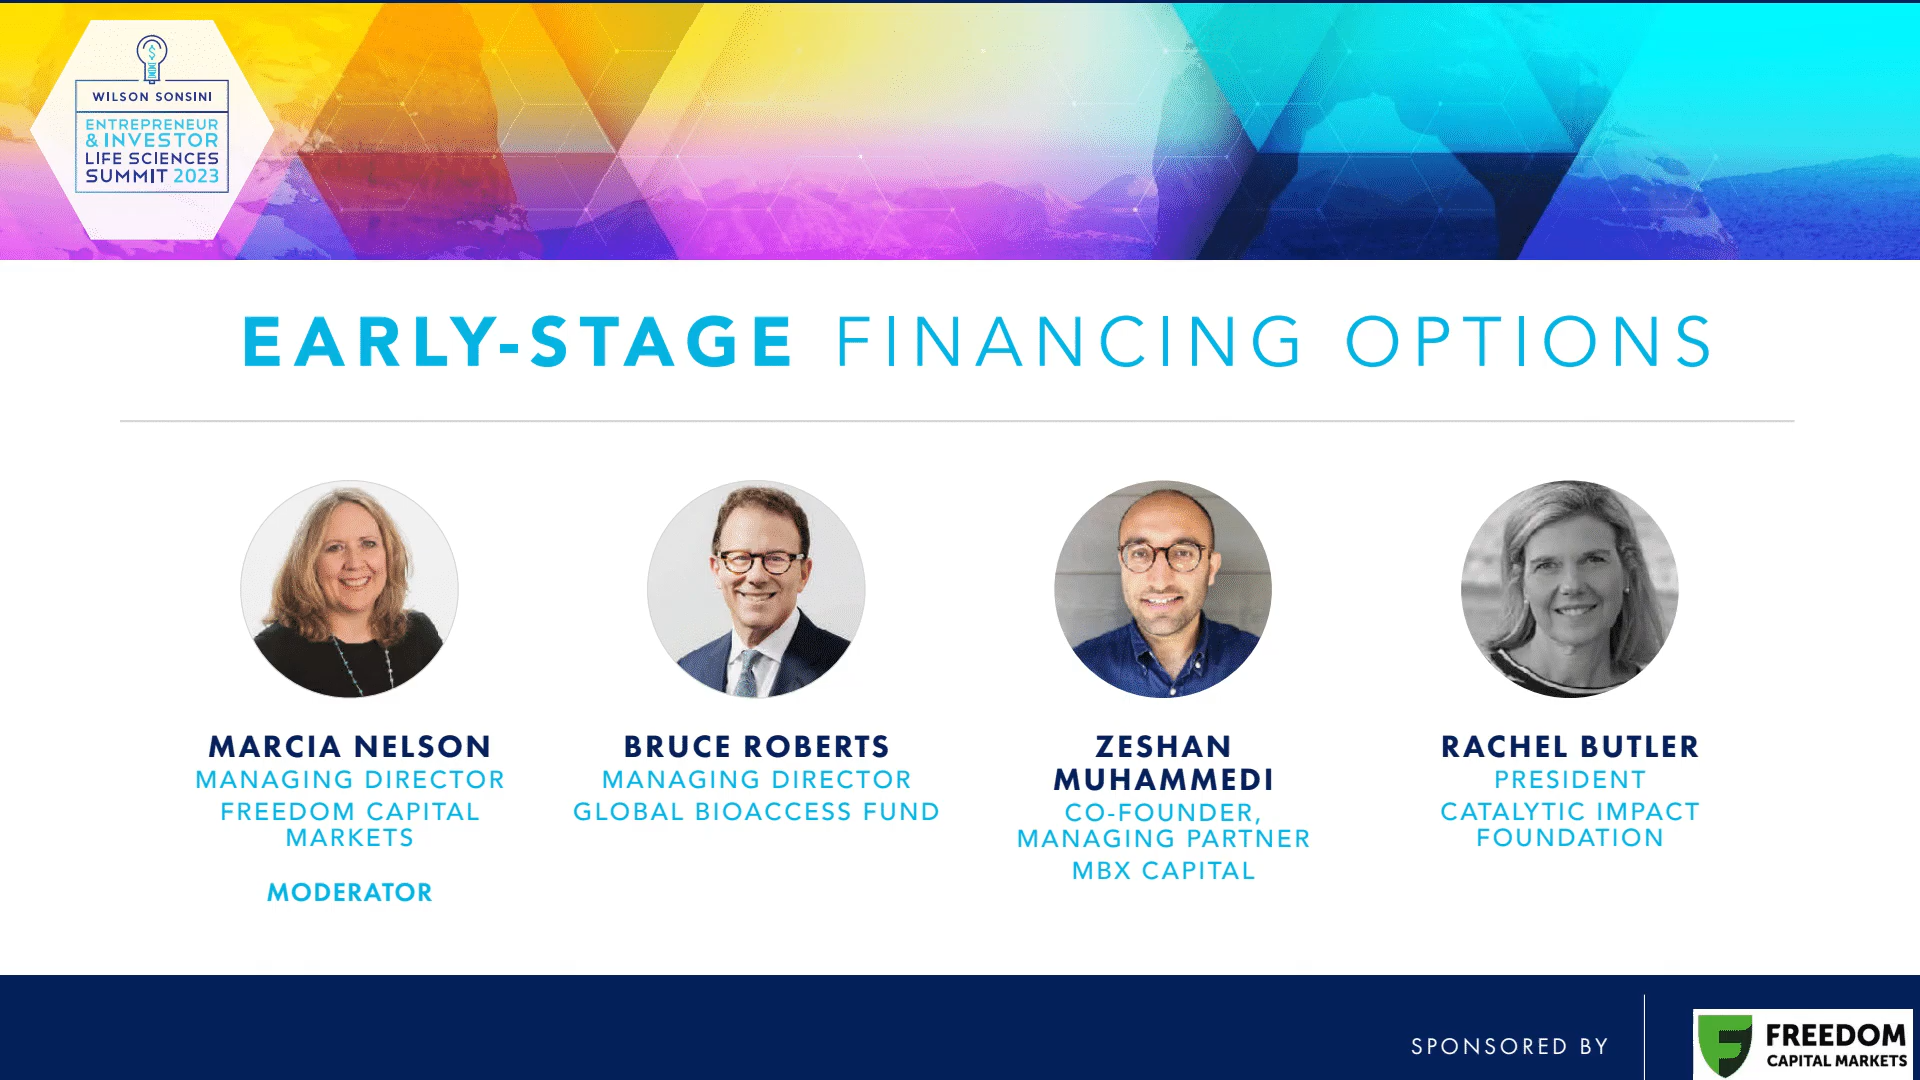 WILSON SONSINI
ENTREPRENEUR
& INVESTOR
LIFE SCIENCES
SUMMIT 2023
EARLY-STAGE FINANCING OPTIONS
MARCIA NELSON
MANAGING DIRECTOR
FREEDOM CAPITAL
MARKETS
MODERATOR
BRUCE ROBERTS
MANAGING DIRECTOR
GLOBAL BIOACCESS FUND
ZESHAN
MUHAMMEDI
CO-FOUNDER,
MANAGING PARTNER
MBX CAPITAL
RACHEL BUTLER
PRESIDENT
CATALYTIC IMPACT
FOUNDATION
SPONSORED BY
FREEDOM
CAPITAL MARKETS